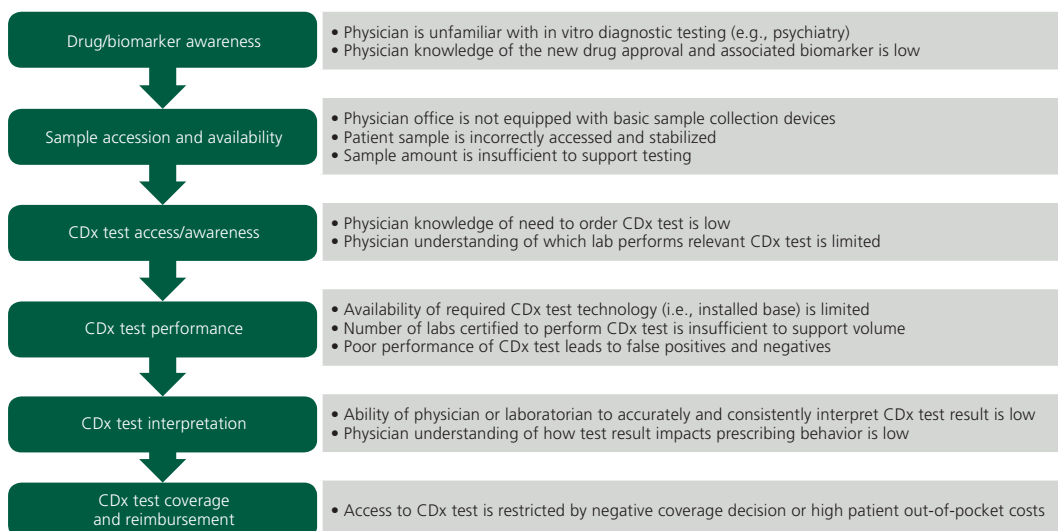 Drug/biomarker awareness
• Physician is unfamiliar with in vitro diagnostic testing (e.g., psychiatry)
• Physician knowledge of the new drug approval and associated biomarker is low
Sample accession and availability
• Physician office is not equipped with basic sample collection devices
• Patient sample is incorrectly accessed and stabilized
• Sample amount is insufficient to support testing
CDx test access/awareness
• Physician knowledge of need to order CDx test is low
• Physician understanding of which lab performs relevant CDx test is limited
CDx test performance
• Availability of required CDx test technology (i.e., installed base) is limited
• Number of labs certified to perform CDx test is insufficient to support volume
• Poor performance of CDx test leads to false positives and negatives
CDx test interpretation
• Ability of physician or laboratorian to accurately and consistently interpret CDx test result is low
• Physician understanding of how test result impacts prescribing behavior is low
CDx test coverage
and reimbursement
• Access to CDx test is restricted by negative coverage decision or high patient out-of-pocket costs